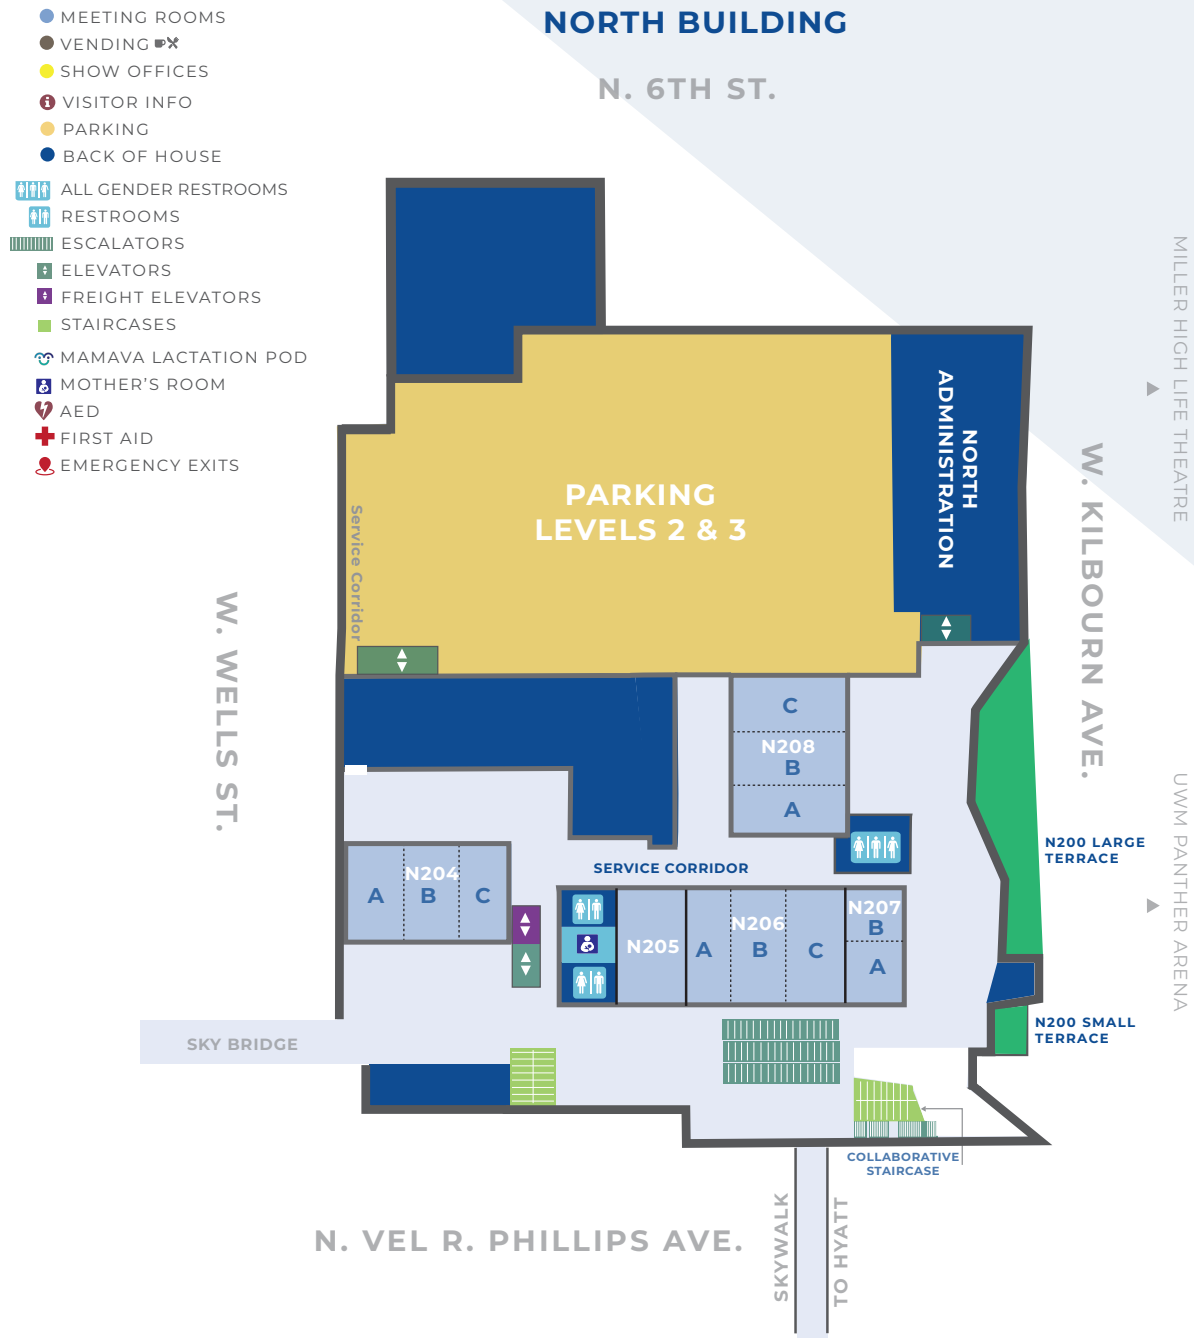 MEETING ROOMS
VENDING
SHOW OFFICES
VISITOR INFO
PARKING
BACK OF HOUSE
ALL GENDER RESTROOMS
RESTROOMS
ESCALATORS
ELEVATORS
FREIGHT ELEVATORS
STAIRCASES
MAMAVA LACTATION POD
MOTHER'S ROOM
AED
FIRST AID
EMERGENCY EXITS
NORTH BUILDING
N. 6TH ST.
MILLER HIGH LIFE THEATRE
W. KILBOURN AVE.
UWM PANTHER ARENA
W. WELLS ST.
NORTH
ADMINISTRATION
PARKING
LEVELS 2 & 3
Service Corridor
C
N208
B
A
N200 LARGE
TERRACE
SERVICE CORRIDOR
N204
A B C
N205
N206
A B C
N207
B
A
N200 SMALL
TERRACE
SKY BRIDGE
COLLABORATIVE
STAIRCASE
SKYWALK
TO HYATT
N. VEL R. PHILLIPS AVE.